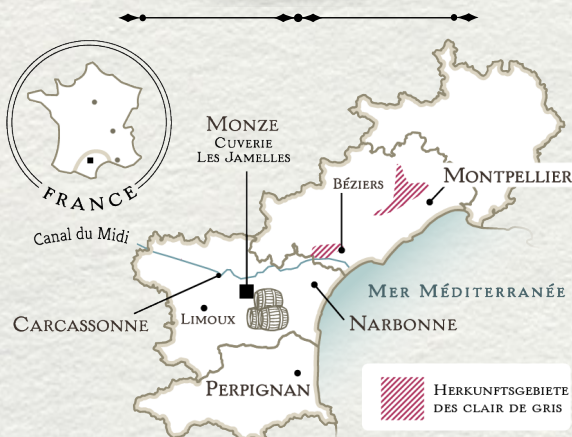 FRANCE
MONZE
CUVERIE
LES JAMELLES
BÉZIERS
MONTPELLIER
Canal du Midi
MER MÉDITERRANÉE
CARCASSONNE
LIMOUX
NARBONNE
PERPIGNAN
HERKUNFTSGEBIETE
DES CLAIR DE GRIS